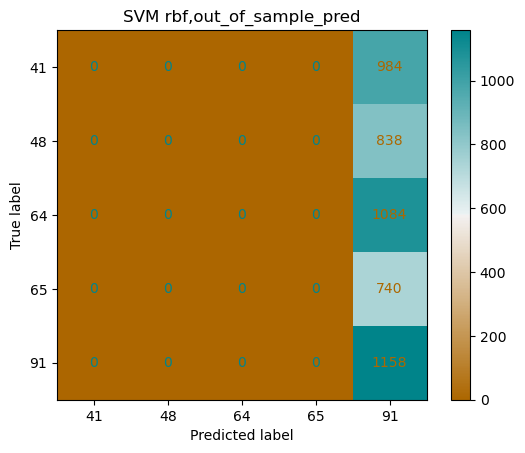 SVM rbf,out_of_sample_pred
41 0 0 0 0 984
48 0 0 0 0 838
64 0 0 0 0
65 0 0 0 0 740
91 0 0 0 0 1158
41 48 64 65 91
Predicted label
True label
1000
800
600
400
200
0